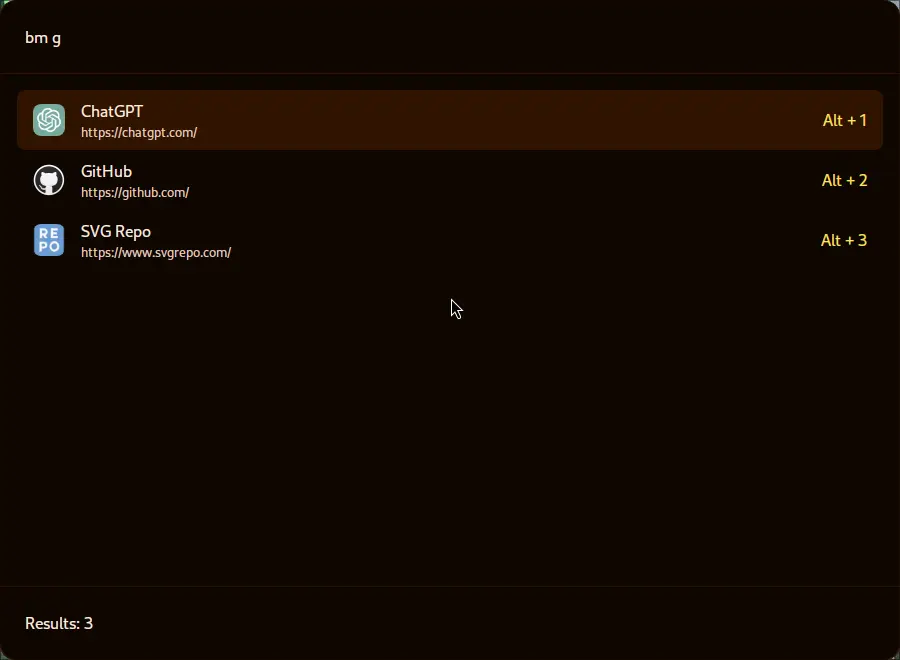 bm g
ChatGPT
https://chatgpt.com/
Alt + 1
GitHub
https://github.com/
Alt + 2
RE
PO
SVG Repo
https://www.svgrepo.com/
Alt + 3
Results: 3